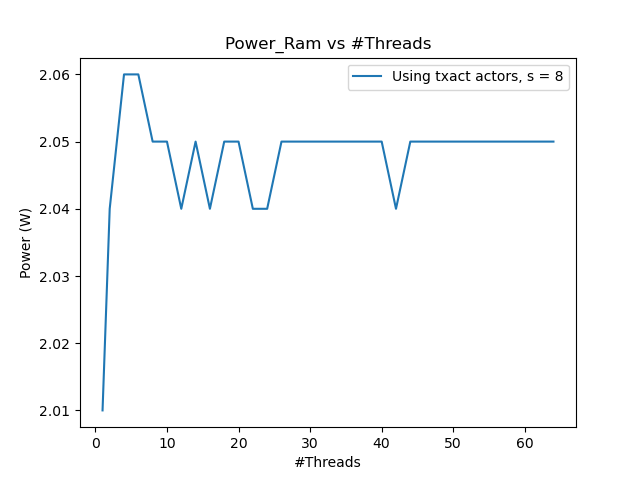 Power_Ram vs #Threads
Using txact actors, s = 8
2.06
2.05
2.04
2.03
2.02
2.01
Power (W)
0 10 20 30 40 50 60
#Threads